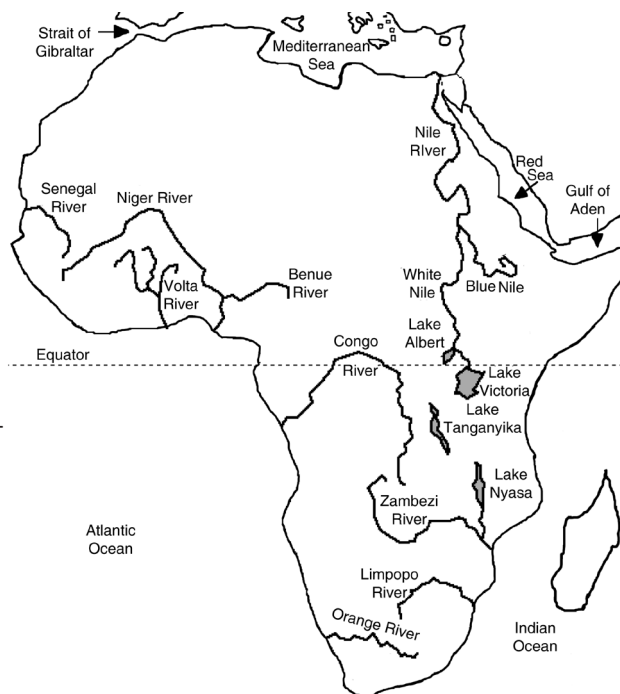 Strait of
Gibraltar
Mediterranean
Sea
Nile
RIver
Red
Sea
Gulf of
Aden
Senegal
River
Niger River
Volta
River
Benue
River
White
Nile
Blue Nile
Lake
Albert
Equator
Congo
River
Lake
Victoria
Lake
Tanganyika
Lake
Nyasa
Zambezi
River
Atlantic
Ocean
Limpopo
River
Orange River
Indian
Ocean